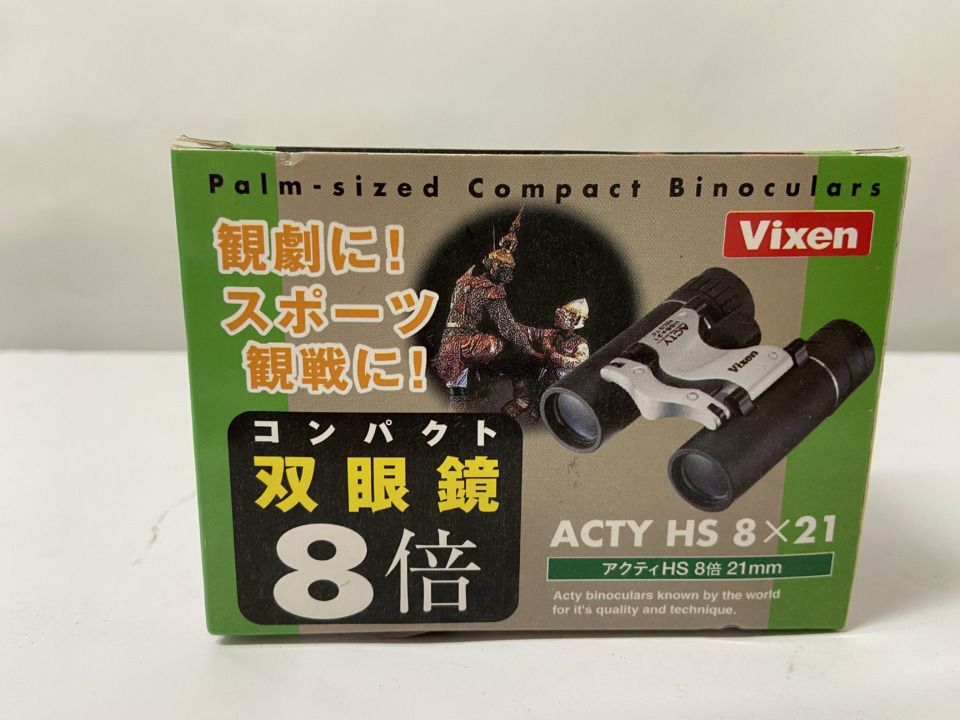 Palm-sized Compact Binoculars
Vixen
観劇に!
スポーツ
観戦に!
ACTY
Vixen
コンパクト
双眼鏡
8倍
ACTY HS 8×21
アクティHS 8倍 21mm
Acty binoculars known by the world
for it's quality and technique.